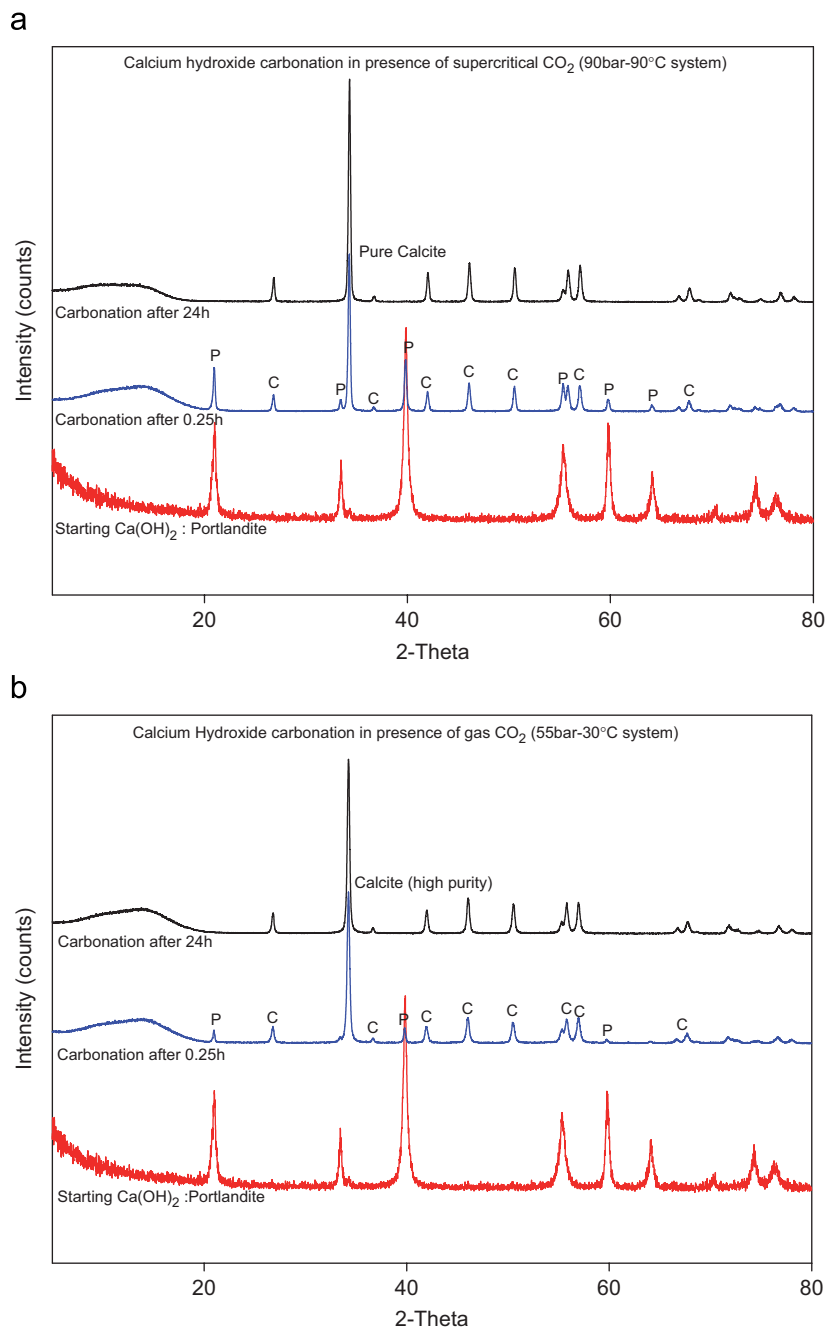 a
Calcium hydroxide carbonation in presence of supercritical CO2 (90bar-90°C system)
Intensity (counts)
Pure Calcite
Carbonation after 24h
P C P C P C C C P C P P C
Carbonation after 0.25h
Starting Ca(OH)2 : Portlandite
20 40 60 80
2-Theta
b
Calcium Hydroxide carbonation in presence of gas CO2 (55bar-30°C system)
Intensity (counts)
Calcite (high purity)
Carbonation after 24h
P C C P C C C C C P C
Carbonation after 0.25h
Starting Ca(OH)2 :Portlandite
20 40 60 80
2-Theta